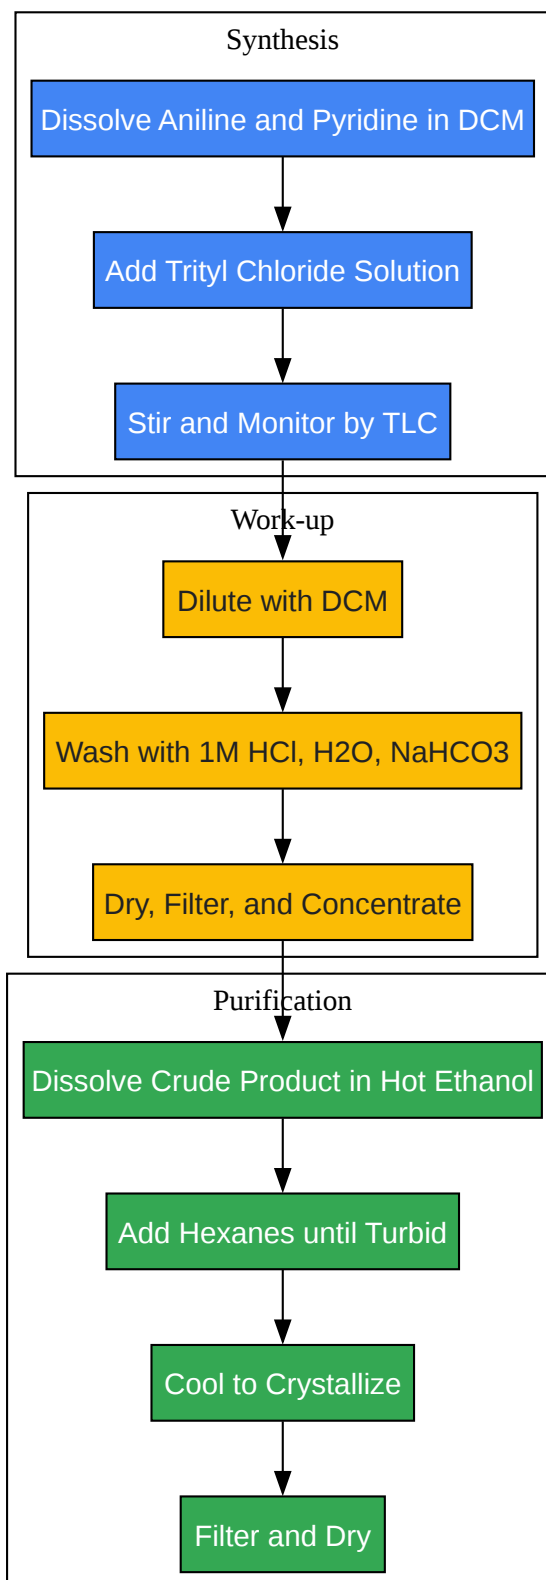 Synthesis
Dissolve Aniline and Pyridine in DCM
Add Trityl Chloride Solution
Stir and Monitor by TLC
Work-up
Dilute with DCM
Wash with 1M HCl, H2O, NaHCO3
Dry, Filter, and Concentrate
Purification
Dissolve Crude Product in Hot Ethanol
Add Hexanes until Turbid
Cool to Crystallize
Filter and Dry